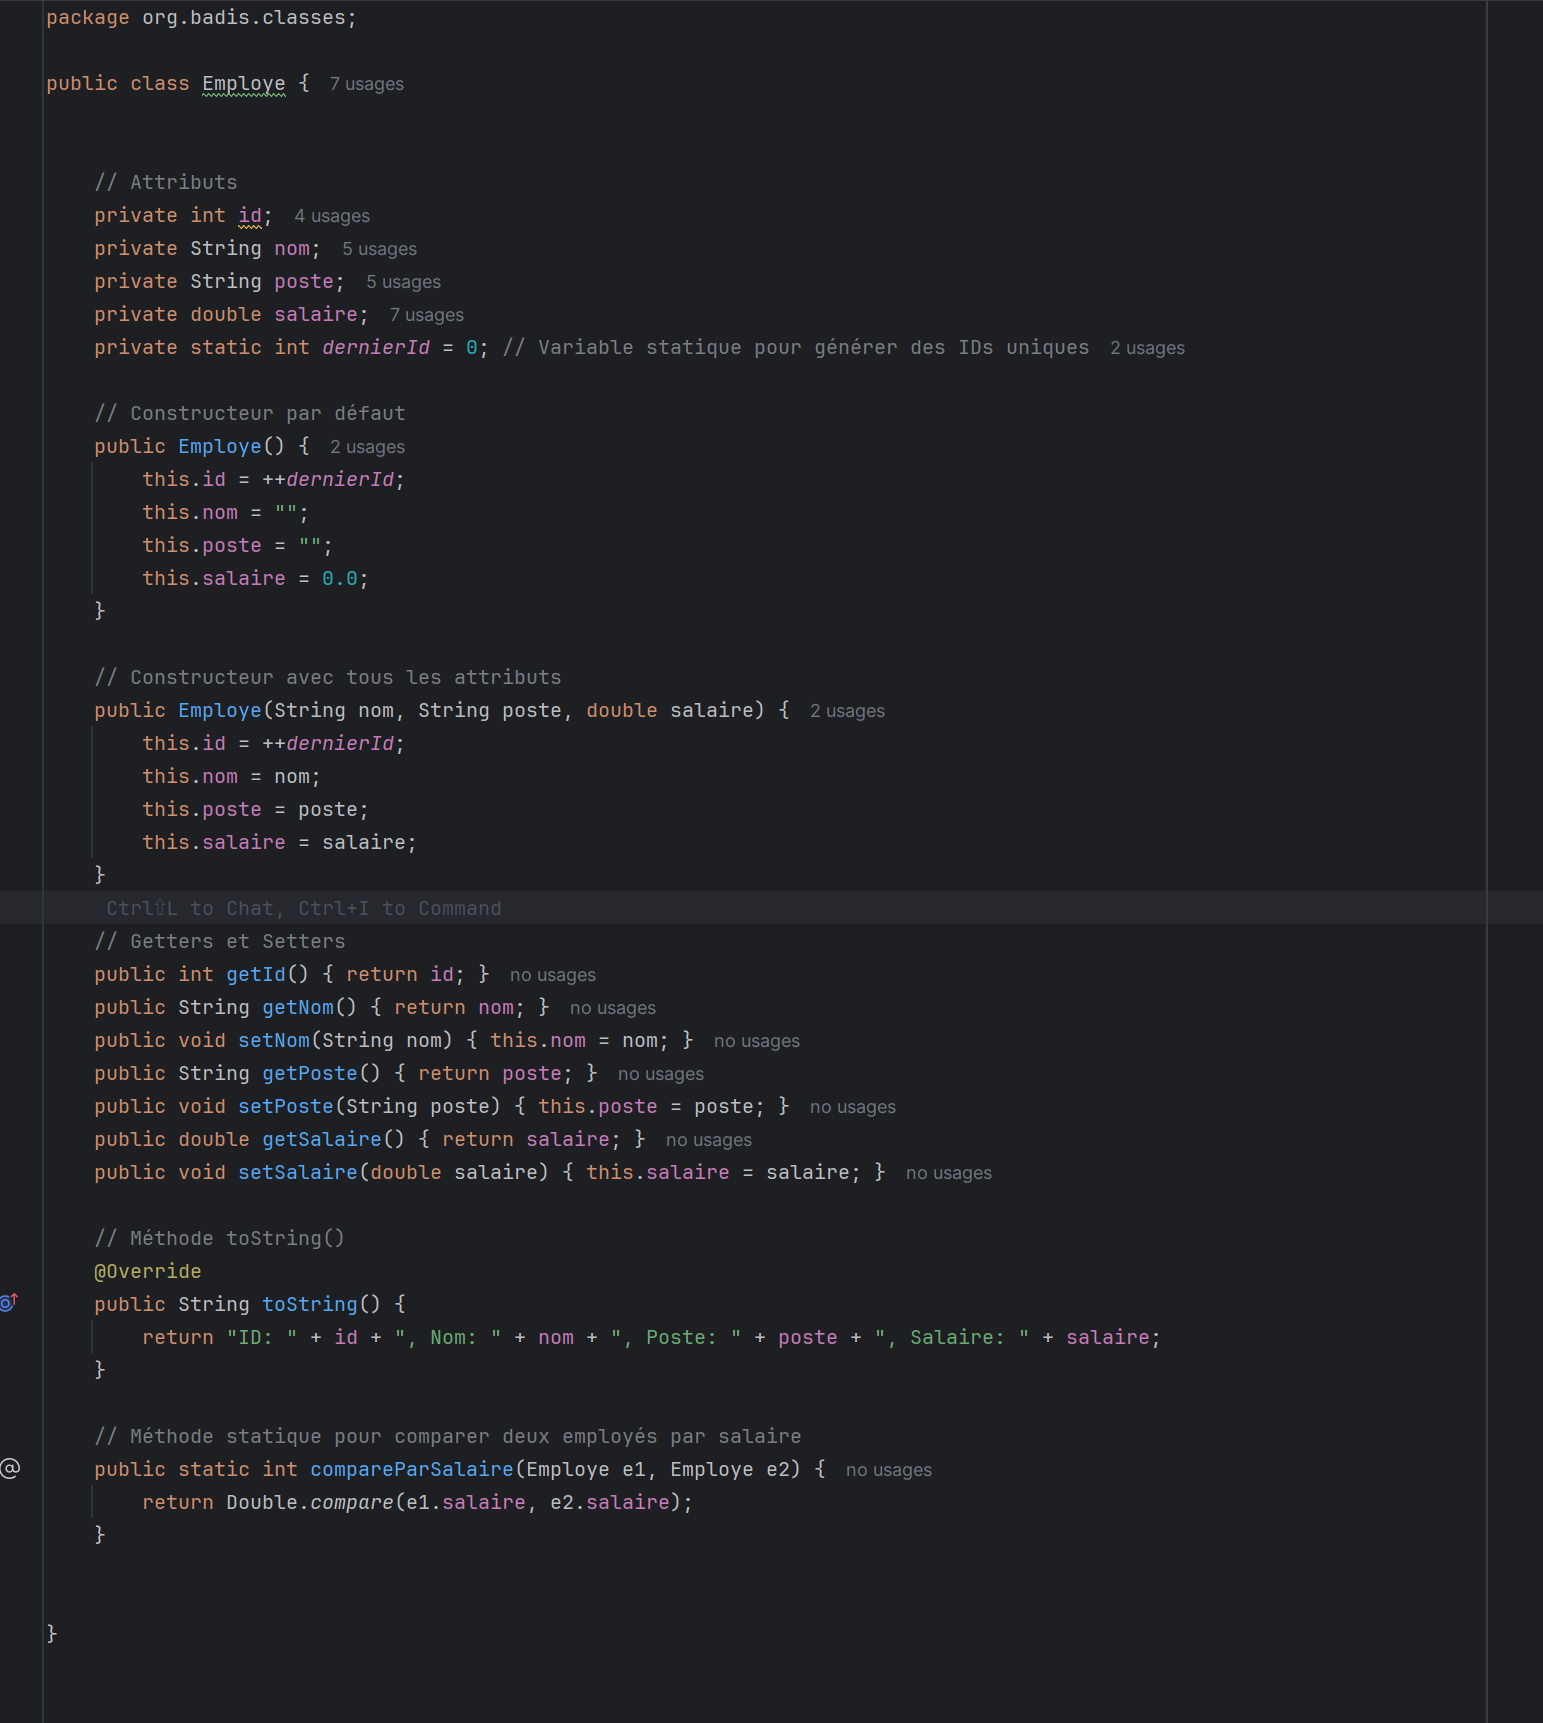 package org.badis.classes;
public class Employe { 7 usages
// Attributs
private int id; 4 usages
private String nom; 5 usages
private String poste; 5 usages
private double salaire; 7 usages
private static int dernierId = 0; // Variable statique pour générer des IDs uniques 2 usages
// Constructeur par défaut
public Employe() { 2 usages
this.id = ++dernierId;
this.nom = "";
this.poste = "";
this.salaire = 0.0;
}
// Constructeur avec tous les attributs
public Employe(String nom, String poste, double salaire) { 2 usages
this.id = ++dernierId;
this.nom = nom;
this.poste = poste;
this.salaire = salaire;
}
Ctrl⇧L to Chat, Ctrl+I to Command
// Getters et Setters
public int getId() { return id; } no usages
public String getNom() { return nom; } no usages
public void setNom(String nom) { this.nom = nom; } no usages
public String getPoste() { return poste; } no usages
public void setPoste(String poste) { this.poste = poste; } no usages
public double getSalaire() { return salaire; } no usages
public void setSalaire(double salaire) { this.salaire = salaire; } no usages
// Méthode toString()
@Override
public String toString() {
return "ID: " + id + ", Nom: " + nom + ", Poste: " + poste + ", Salaire: " + salaire;
}
// Méthode statique pour comparer deux employés par salaire
public static int compareParSalaire(Employe e1, Employe e2) { no usages
return Double.compare(e1.salaire, e2.salaire);
}
}